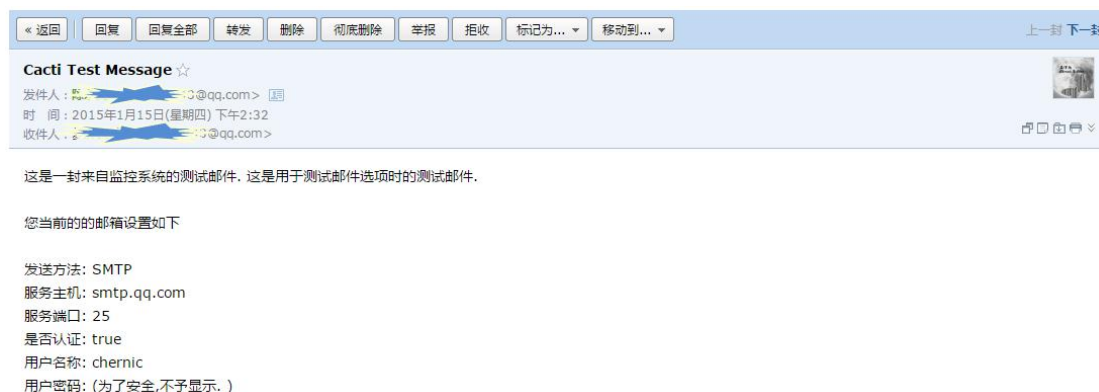 « 返回 回复 回复全部 转发 删除 彻底删除 举报 拒收 标记为... 移动到... 上一封 下一封
Cacti Test Message ☆
发件人: @qq.com>
时 间: 2015年1月15日(星期四) 下午2:32
收件人: @qq.com>
这是一封来自监控系统的测试邮件. 这是用于测试邮件选项时的测试邮件.
您当前的的邮箱设置如下
发送方法: SMTP
服务主机: smtp.qq.com
服务端口: 25
是否认证: true
用户名称: chernic
用户密码: (为了安全,不予显示. )